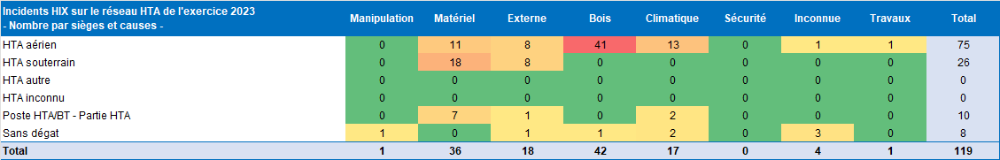 Incidents HIX sur le réseau HTA de l'exercice 2023
- Nombre par sièges et causes -
Manipulation Matériel Externe Bois Climatique Sécurité Inconnue Travaux Total
HTA aérien 0 11 8 41 13 0 1 1 75
HTA souterrain 0 18 8 0 0 0 0 0 26
HTA autre 0 0 0 0 0 0 0 0 0
HTA inconnu 0 0 0 0 0 0 0 0 0
Poste HTA/BT - Partie HTA 0 7 1 0 2 0 0 0 10
Sans dégat 1 0 1 1 2 0 3 0 8
Total 1 36 18 42 17 0 4 1 119